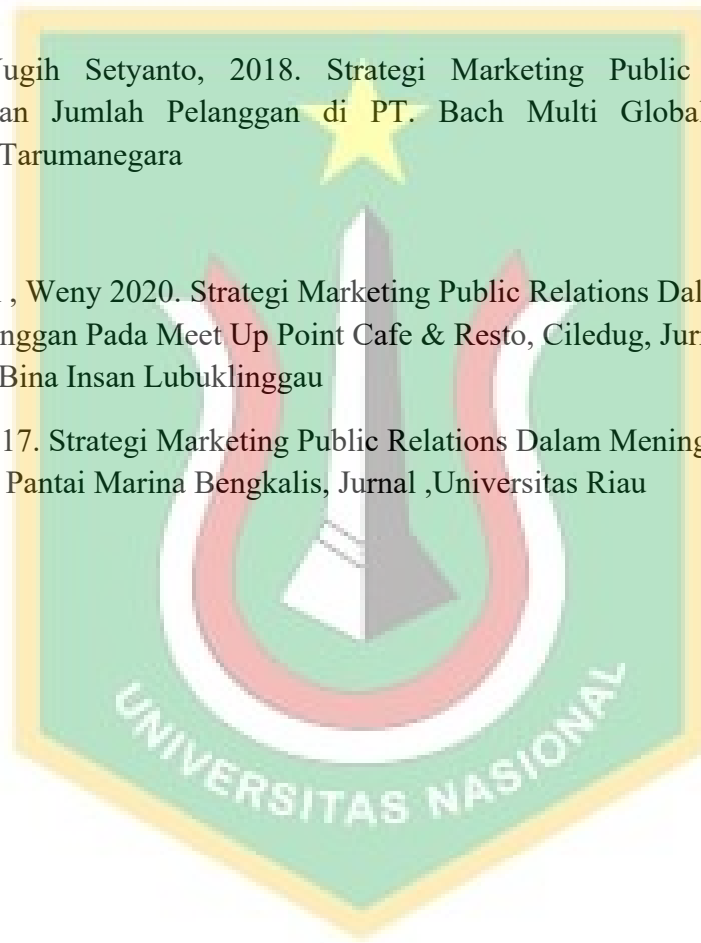 ugih Setyanto, 2018. Strategi Marketing Public
an Jumlah Pelanggan di PT. Bach Multi Global
Tarumanegara
, Weny 2020. Strategi Marketing Public Relations Dal
nggan Pada Meet Up Point Cafe & Resto, Ciledug, Jur
Bina Insan Lubuklinggau
17. Strategi Marketing Public Relations Dalam Mening
Pantai Marina Bengkalis, Jurnal ,Universitas Riau
UNIVERSITAS NASIONAL